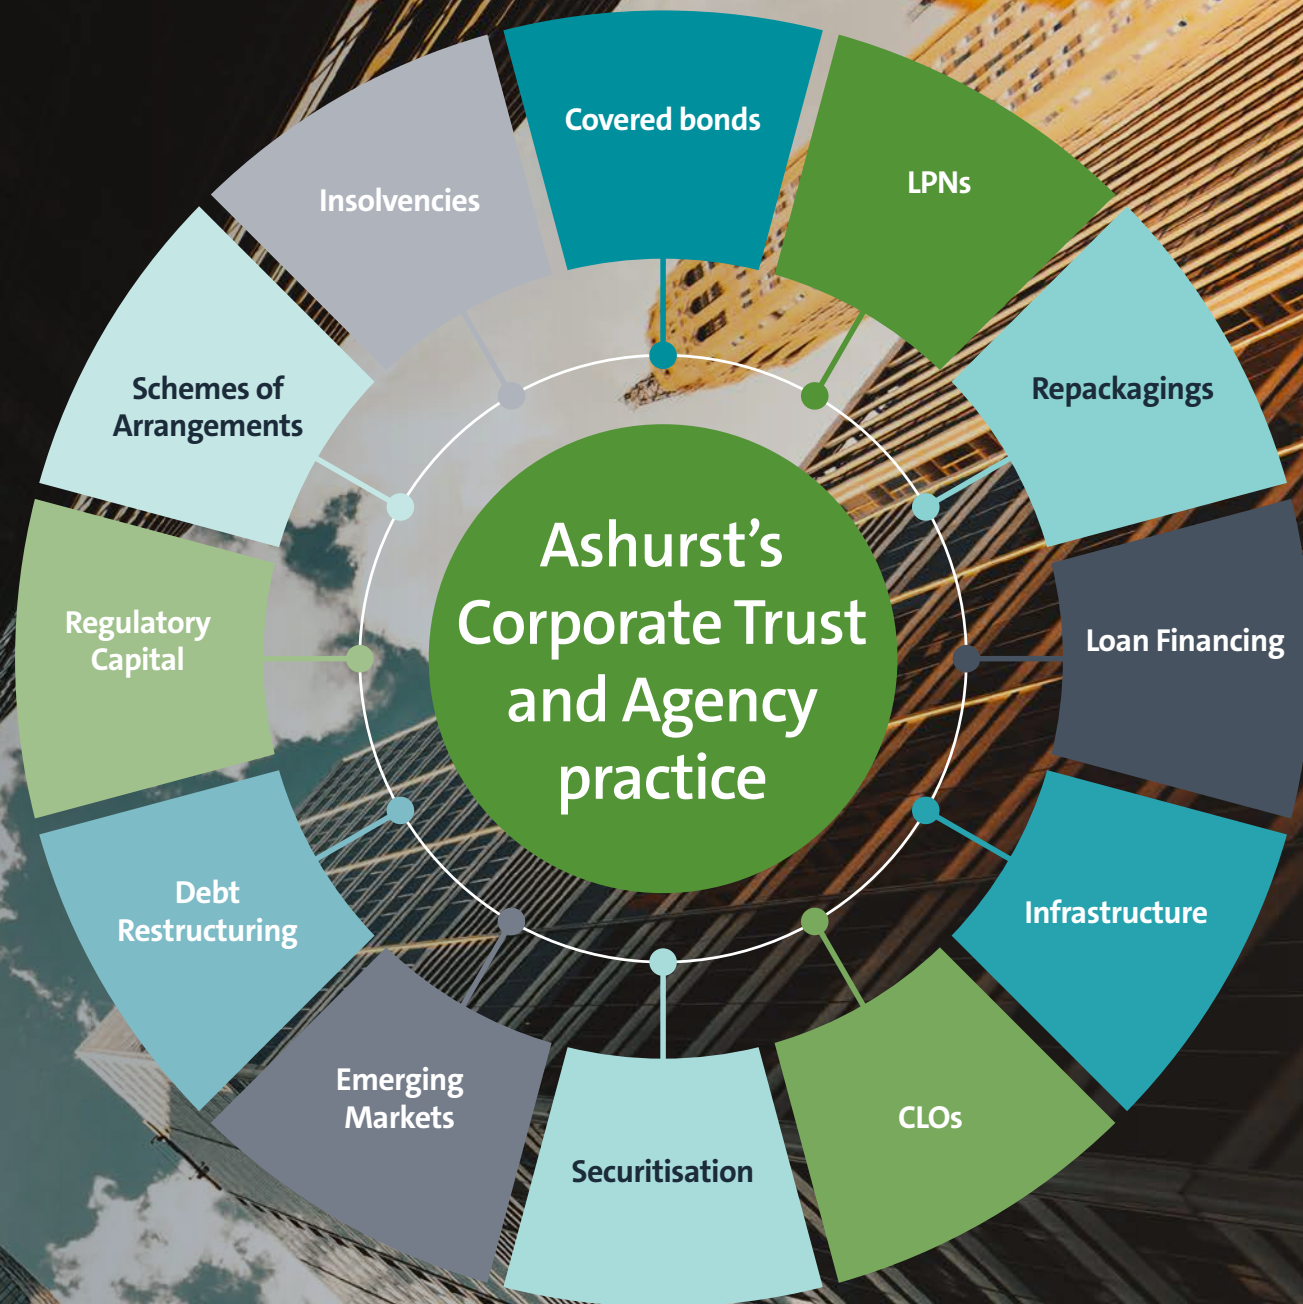 Covered bonds
LPNs
Repackagings
Loan Financing
Infrastructure
CLOs
Securitisation
Emerging
Markets
Debt
Restructuring
Regulatory
Capital
Schemes of
Arrangements
Insolvencies
Ashurst’s
Corporate Trust
and Agency
practice